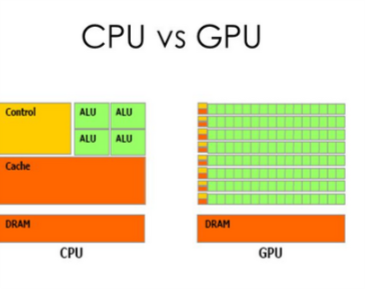 CPU vs GPU
Control
ALU ALU
ALU ALU
Cache
DRAM
DRAM
CPU
GPU